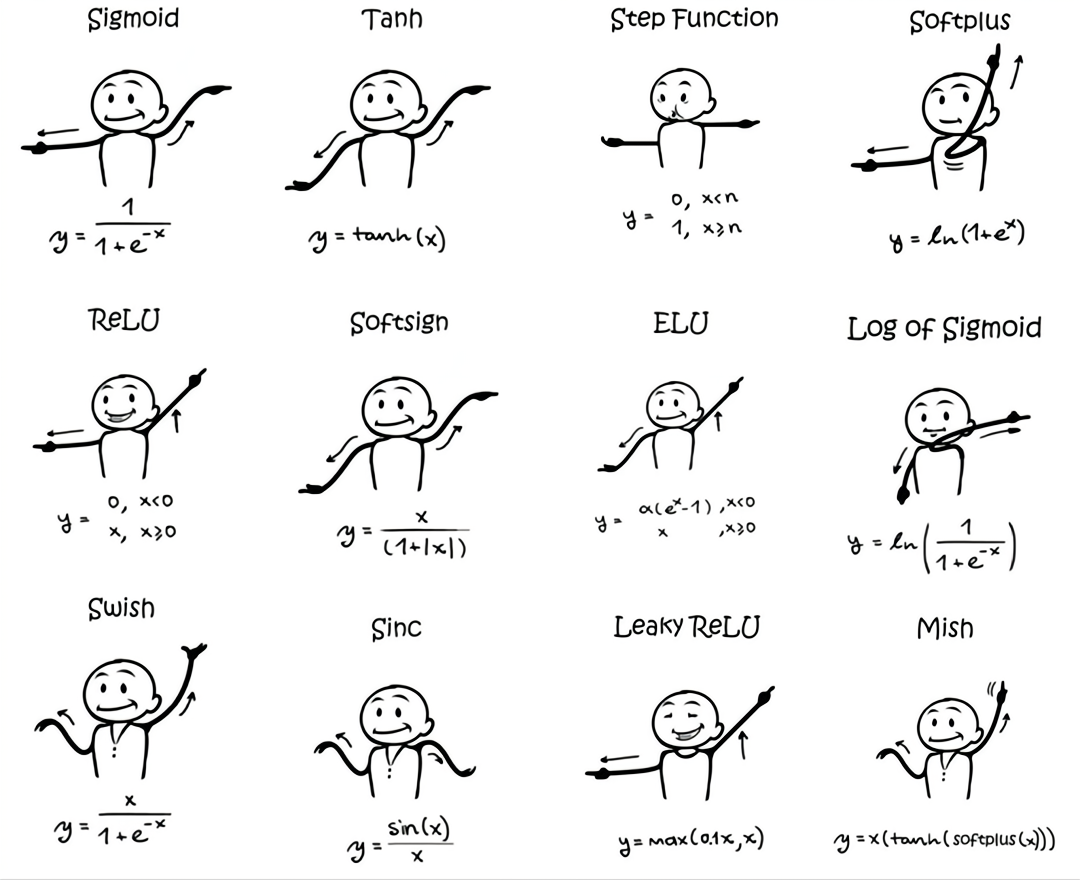 Sigmoid
y = 1 / 1+e^-x
Tanh
y = tanh(x)
Step Function
y = 0, x<n
1, x≥n
Softplus
y = ln(1+e^x)
ReLU
y = 0, x<0
x, x≥0
Softsign
y = x / (1+|x|)
ELU
y = α(e^x-1), x<0
x, x≥0
Log of Sigmoid
y = ln(1 / 1+e^-x)
Swish
y = x / 1+e^-x
Sinc
y = sin(x) / x
Leaky ReLU
y=max(0.1x,x)
Mish
y=x(tanh(softplus(x)))